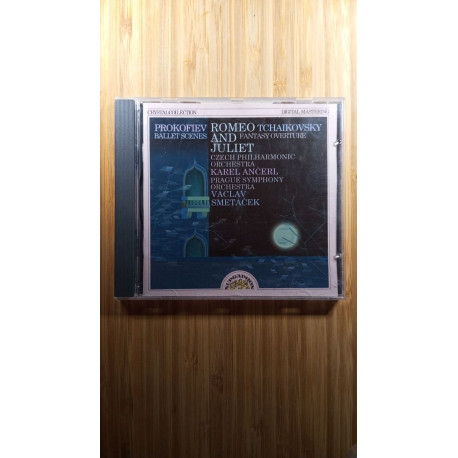 CRYSTAL COLLECTION
DIGITAL MASTERING
PROKOFIEV
BALLET SCENES
ROMEO
AND
JULIET
TCHAIKOVSKY
FANTASY OVERTURE
CZECH PHILHARMONIC
ORCHESTRA
KAREL ANČERL
PRAGUE SYMPHONY
ORCHESTRA
VÁCLAV
SMETÁČEK
SUPRAPHON